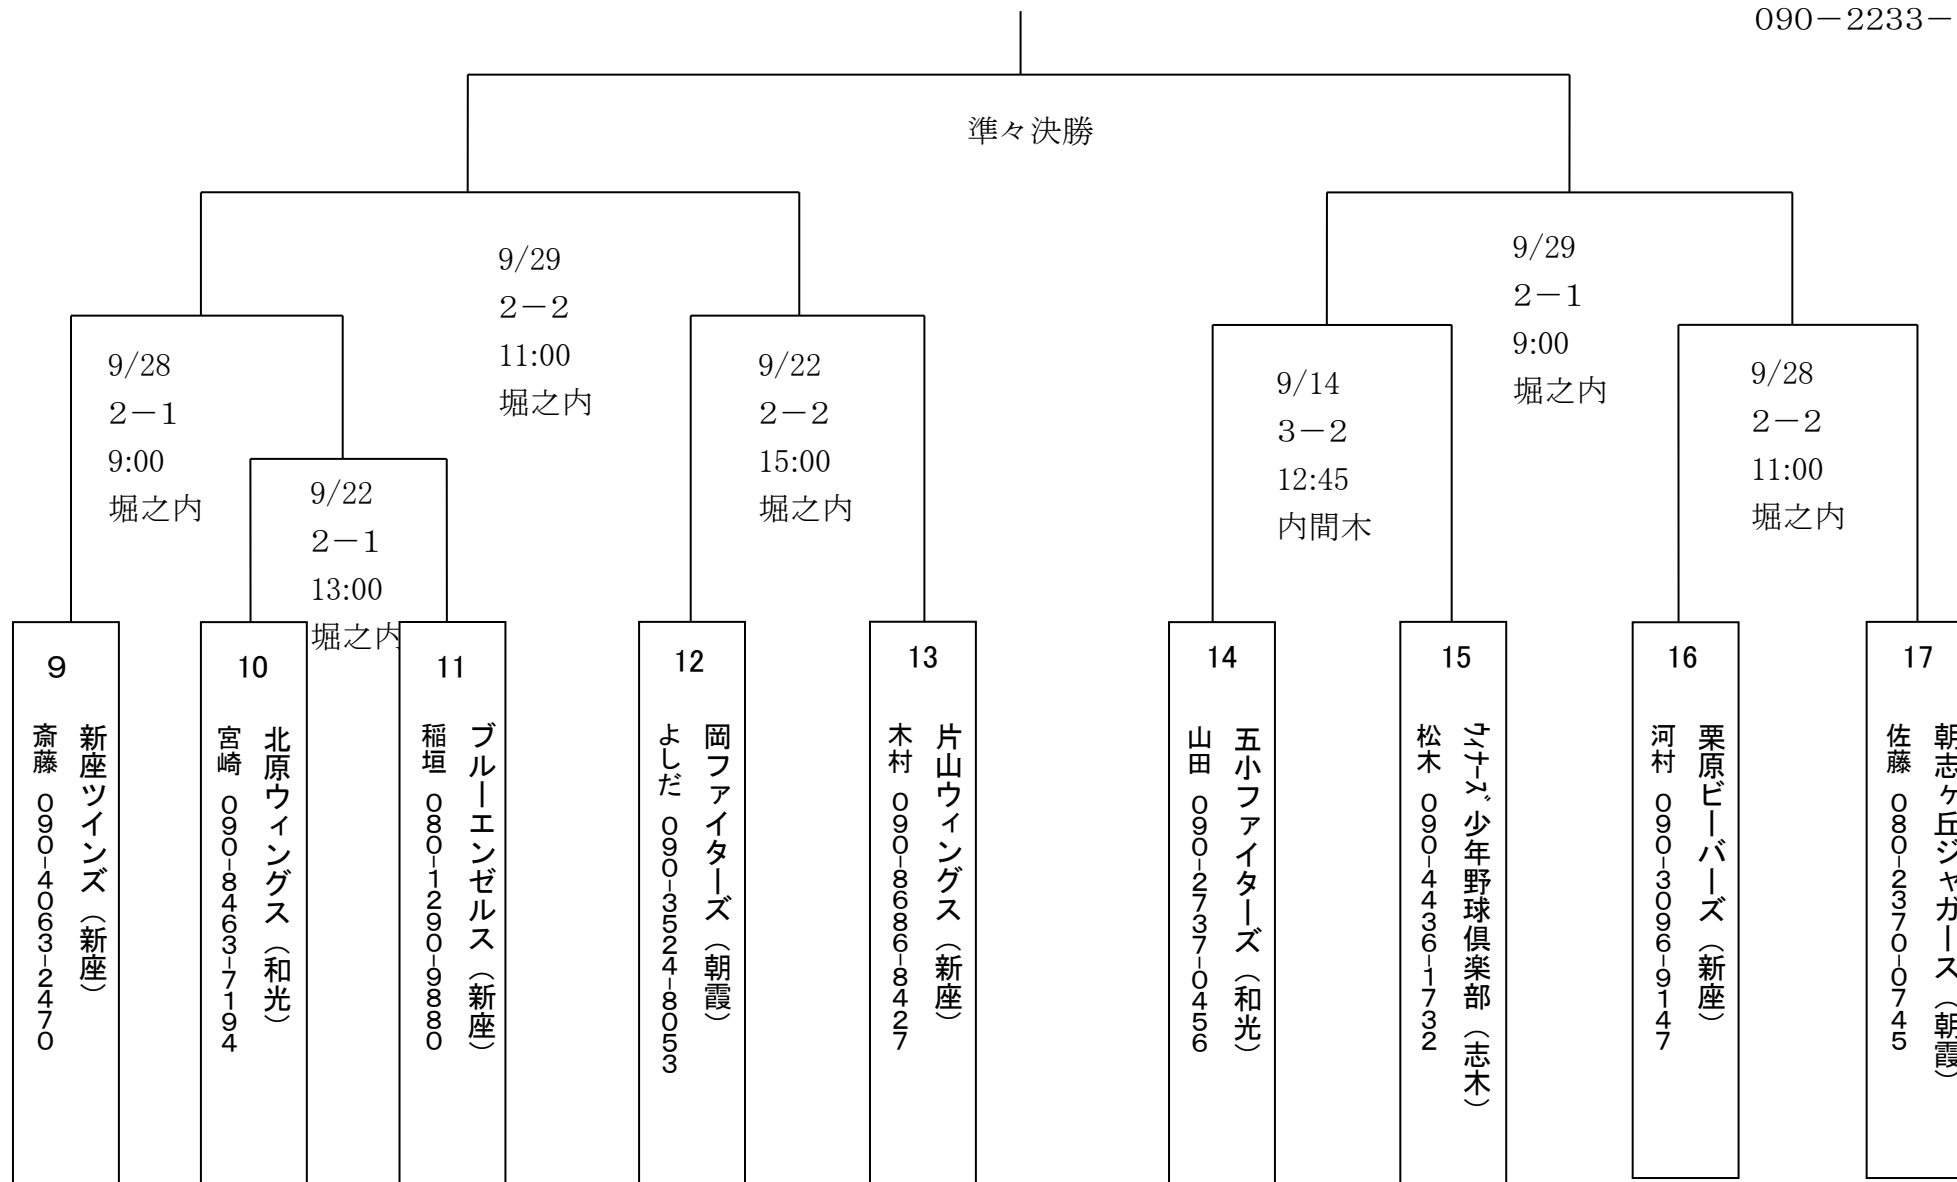 090－2233－
準々決勝
9/29
２－２
11:00
堀之内
9/29
２－１
9:00
堀之内
9/28
２－１
9:00
堀之内
9/22
２－１
13:00
堀之内
9/22
２－２
15:00
堀之内
9/14
３－２
12:45
内間木
9/28
２－２
11:00
堀之内
９
新座ツインズ（新座）
斎藤　090-4063-2470
10
北原ウィングス（和光）
宮崎　090-8463-7194
11
ブルーエンゼルス（新座）
稲垣　080-1290-9880
12
岡ファイターズ（朝霞）
よしだ　090-3524-8053
13
片山ウィングス（新座）
木村　090-8686-8427
14
五小ファイターズ（和光）
山田　090-2737-0456
15
ｳｨﾅｰｽﾞ少年野球倶楽部（志木）
松木　090-4436-1732
16
栗原ビーバーズ（新座）
河村　090-3096-9147
17
朝志ヶ丘ジャガーズ（朝霞）
佐藤　080-2370-0745